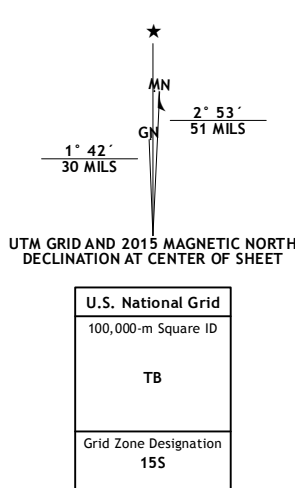 MN
GN
2° 53´
51 MILS
1° 42´
30 MILS
UTM GRID AND 2015 MAGNETIC NORTH
DECLINATION AT CENTER OF SHEET
U.S. National Grid
100,000-m Square ID
TB
Grid Zone Designation
15S